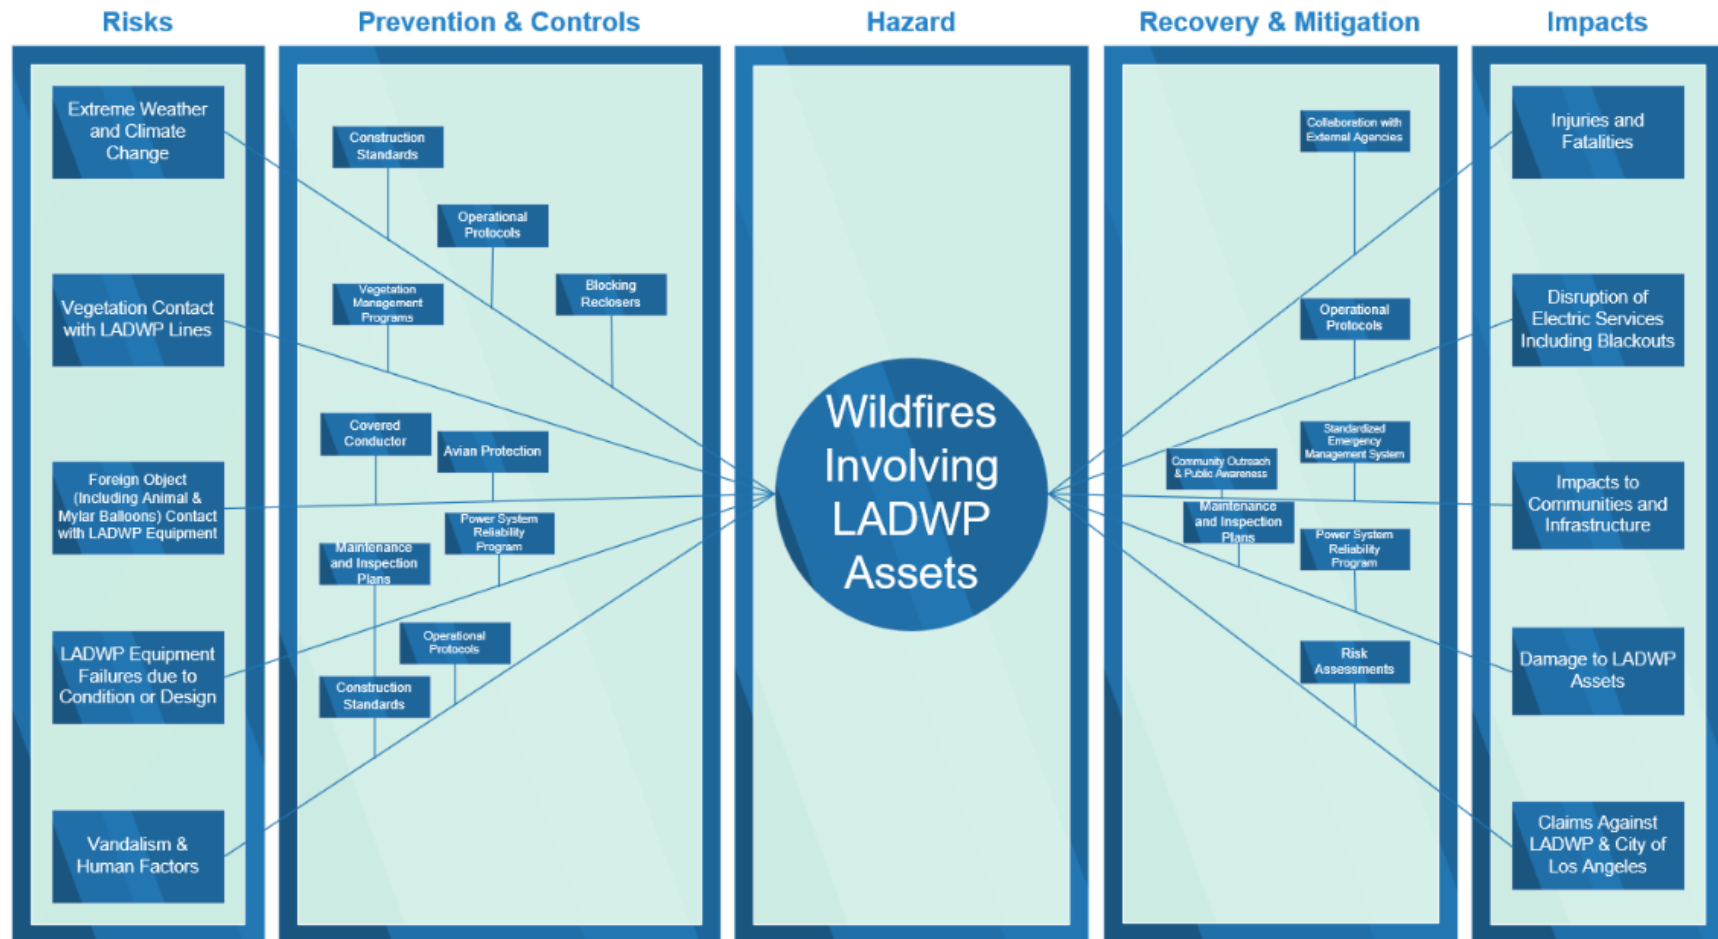 Risks
Prevention & Controls
Hazard
Recovery & Mitigation
Impacts
Extreme Weather
and Climate
Change
Vegetation Contact
with LADWP Lines
Foreign Object
(Including Animal &
Mylar Balloons) Contact
with LADWP Equipment
LADWP Equipment
Failures due to
Condition or Design
Vandalism &
Human Factors
Construction
Standards
Operational
Protocols
Blocking
Reclosers
Vegetation
Management
Programs
Covered
Conductor
Avian Protection
Power System
Reliability
Program
Maintenance
and Inspection
Plans
Operational
Protocols
Construction
Standards
Wildfires
Involving
LADWP
Assets
Collaboration with
External Agencies
Operational
Protocols
Standardized
Emergency
Management System
Community Outreach
& Public Awareness
Maintenance
and Inspection
Plans
Power System
Reliability
Program
Risk
Assessments
Injuries and
Fatalities
Disruption of
Electric Services
Including Blackouts
Impacts to
Communities and
Infrastructure
Damage to LADWP
Assets
Claims Against
LADWP & City of
Los Angeles